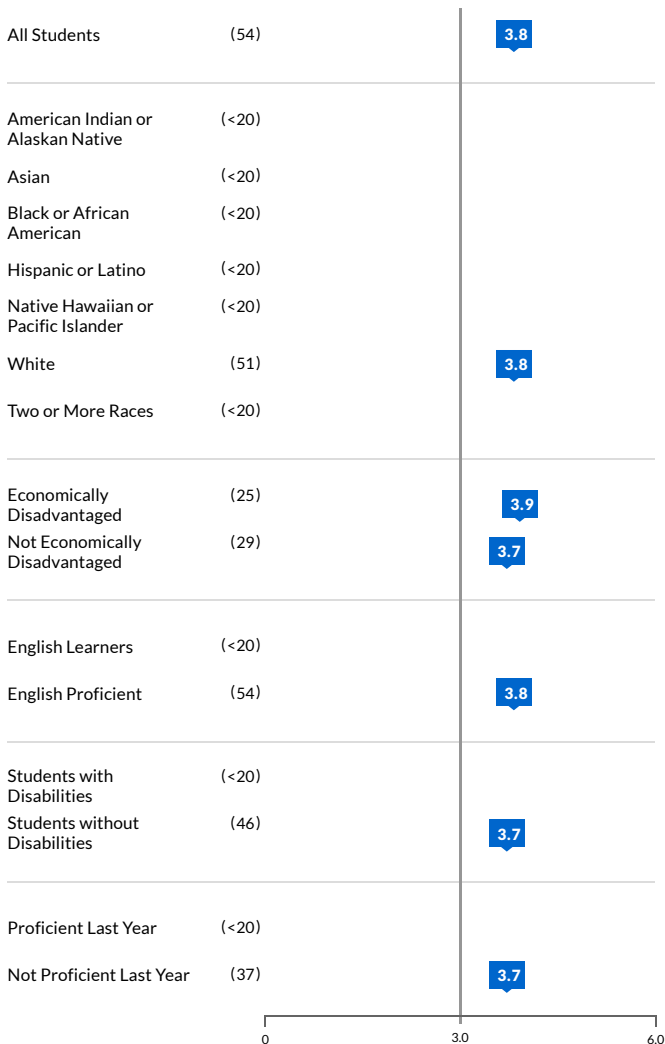 All Students (54) 3.8
American Indian or (<20)
Alaskan Native
Asian (<20)
Black or African (<20)
American
Hispanic or Latino (<20)
Native Hawaiian or (<20)
Pacific Islander
White (51) 3.8
Two or More Races (<20)
Economically (25) 3.9
Disadvantaged
Not Economically (29) 3.7
Disadvantaged
English Learners (<20)
English Proficient (54) 3.8
Students with (<20)
Disabilities
Students without (46) 3.7
Disabilities
Proficient Last Year (<20)
Not Proficient Last Year (37) 3.7
0 3.0 6.0